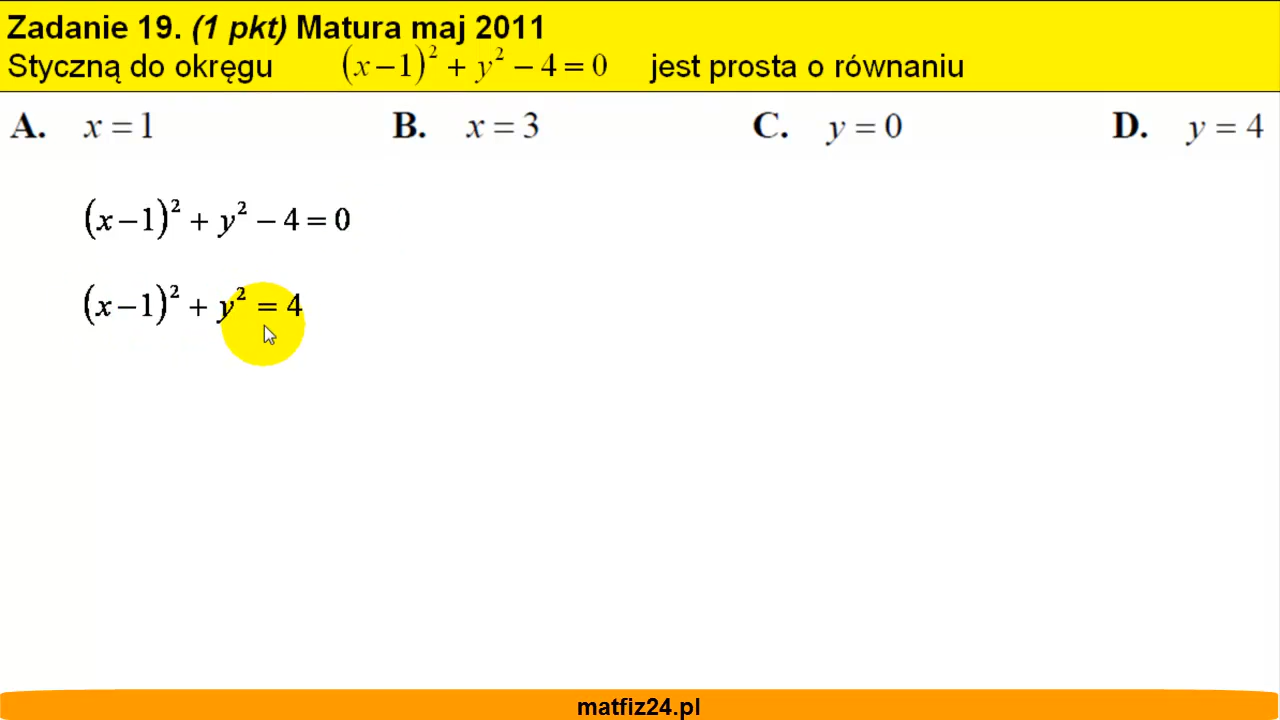 Zadanie 19. (1 pkt) Matura maj 2011
Styczną do okręgu (x−1)² + y² − 4 = 0 jest prosta o równaniu
A. x = 1 B. x = 3 C. y = 0 D. y = 4
(x−1)² + y² − 4 = 0
(x−1)² + y² = 4
matfiz24.pl